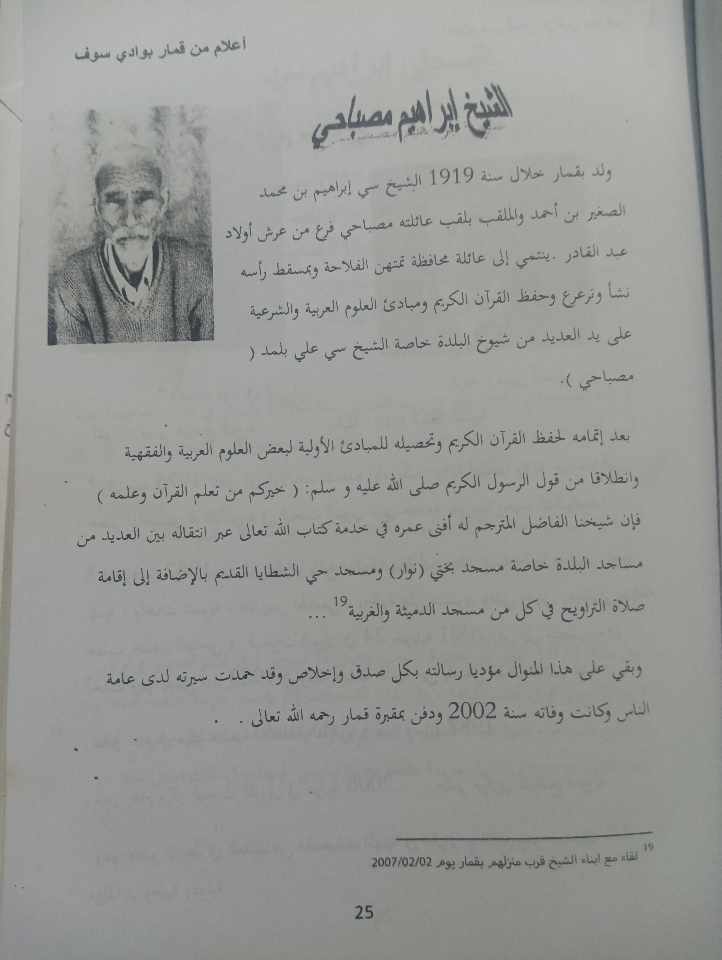 أعلام من قمار بوادي سوف
الشيخ إبراهيم مصباحي
ولد بقمار خلال سنة 1919 الشيخ سي إبراهيم بن محمد
الصغير بن أحمد والملقب بلقب عائلته مصباحي فرع من عرش أولاد
عبد القادر .ينتمي إلى عائلة محافظة تمتهن الفلاحة وبمسقط رأسه
نشأ وترعرع وحفظ القرآن الكريم ومبادئ العلوم العربية والشرعية
على يد العديد من شيوخ البلدة خاصة الشيخ سي علي بلمد (
مصباحي ).
بعد إتمامه لحفظ القرآن الكريم وتحصيله للمبادئ الأولية لبعض العلوم العربية والفقهية
وانطلاقا من قول الرسول الكريم صلى الله عليه و سلم: ( خيركم من تعلم القرآن وعلمه )
فإن شيخنا الفاضل المترجم له أفنى عمره في خدمة كتاب الله تعالى عبر انتقاله بين العديد من
مساجد البلدة خاصة مسجد بختي (نوار) ومسجد حي الشطايا القديم بالإضافة إلى إقامة
صلاة التراويح في كل من مسجد الدميثة والغربية19 ...
وبقي على هذا المنوال مؤديا رسالته بكل صدق وإخلاص وقد حمدت سيرته لدى عامة
الناس وكانت وفاته سنة 2002 ودفن بمقبرة قمار رحمه الله تعالى .
19 لقاء مع ابناء الشيخ قرب منزلهم بقمار يوم 2007/02/02
25